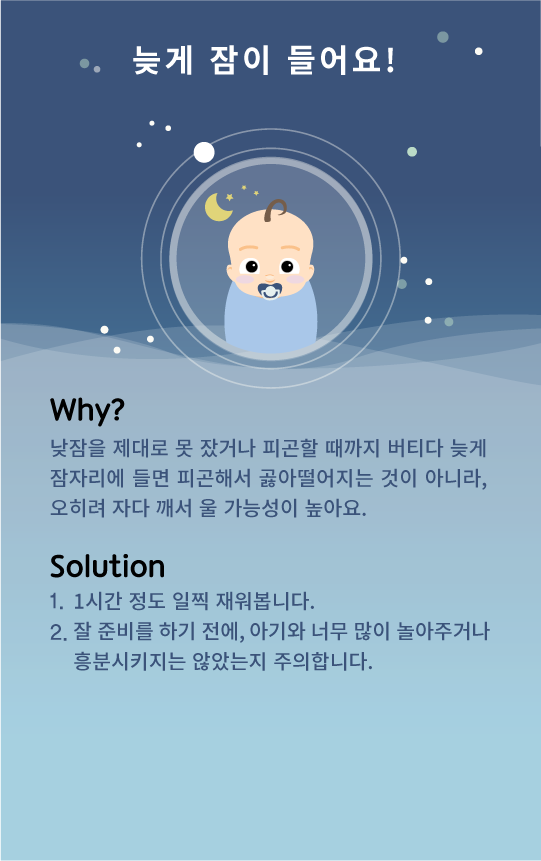 늦게 잠이 들어요!
Why?
낮잠을 제대로 못 잤거나 피곤할 때까지 버티다 늦게
잠자리에 들면 피곤해서 곯아떨어지는 것이 아니라,
오히려 자다 깨서 울 가능성이 높아요.
Solution
1. 1시간 정도 일찍 재워봅니다.
2. 잘 준비를 하기 전에, 아기와 너무 많이 놀아주거나
흥분시키지는 않았는지 주의합니다.